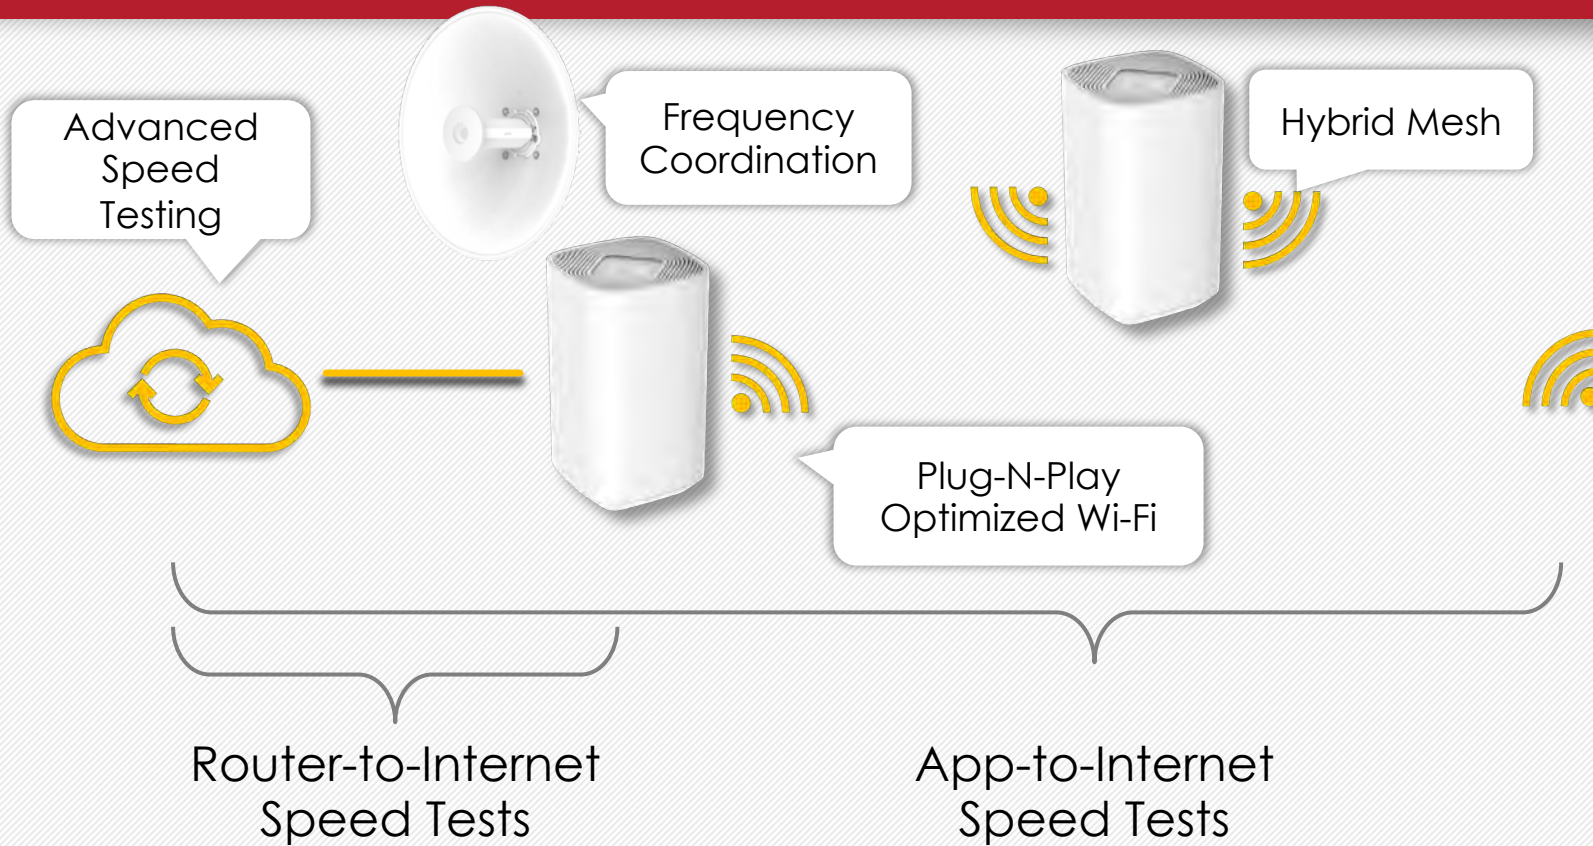 Advanced
Speed
Testing
Frequency
Coordination
Hybrid Mesh
Plug-N-Play
Optimized Wi-Fi
Router-to-Internet
Speed Tests
App-to-Internet
Speed Tests